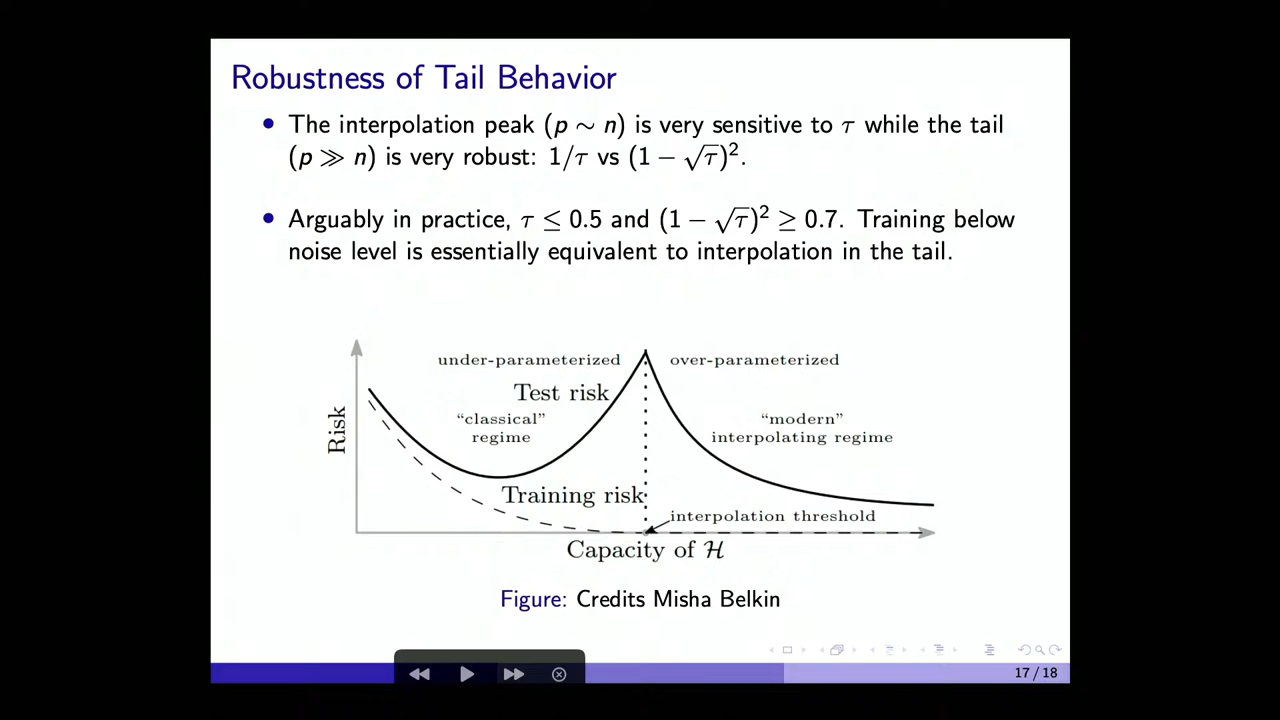 Robustness of Tail Behavior
• The interpolation peak (p ∼ n) is very sensitive to τ while the tail
(p ≫ n) is very robust: 1/τ vs (1 − √τ)².
• Arguably in practice, τ ≤ 0.5 and (1 − √τ)² ≥ 0.7. Training below
noise level is essentially equivalent to interpolation in the tail.
under-parameterized
over-parameterized
Test risk
“classical”
regime
“modern”
interpolating regime
Risk
Training risk
interpolation threshold
Capacity of ℋ
Figure: Credits Misha Belkin
17 / 18